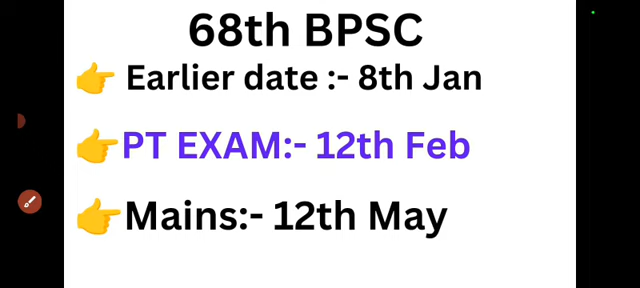 68th BPSC
👉 Earlier date :- 8th Jan
👉PT EXAM:- 12th Feb
👉Mains:- 12th May